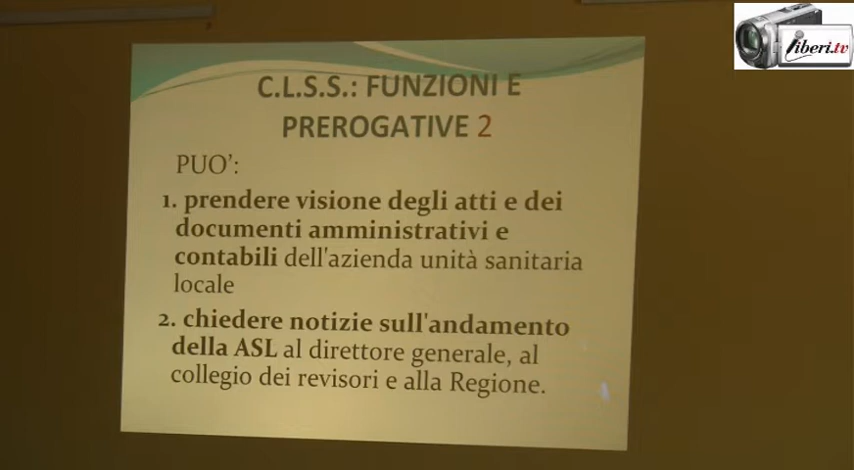 iberi.tv
C.L.S.S.: FUNZIONI E
PREROGATIVE 2
PUO':
1. prendere visione degli atti e dei
documenti amministrativi e
contabili dell'azienda unità sanitaria
locale
2. chiedere notizie sull'andamento
della ASL al direttore generale, al
collegio dei revisori e alla Regione.